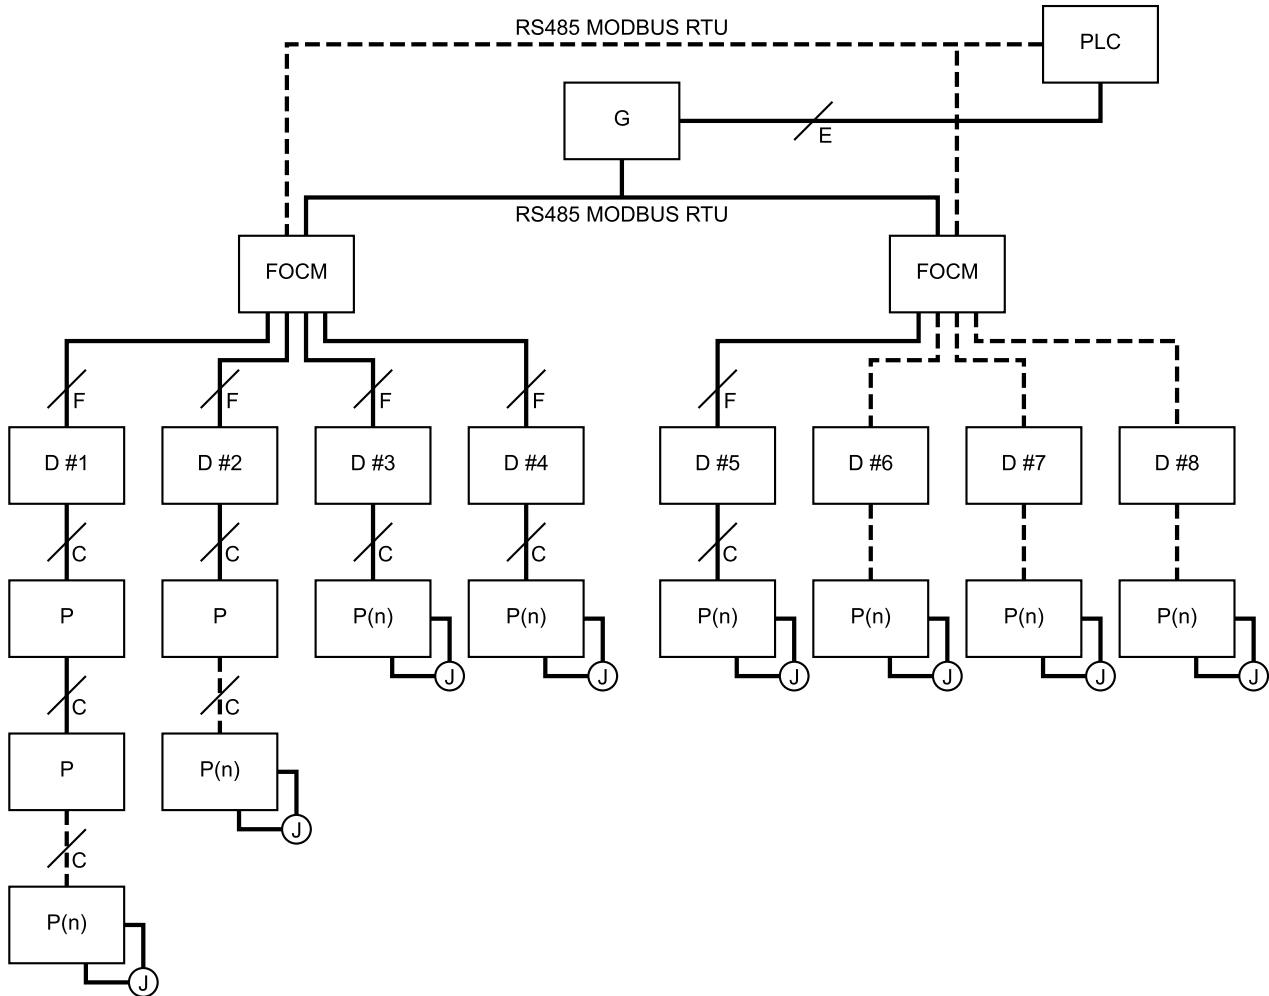 RS485 MODBUS RTU
PLC
G
E
RS485 MODBUS RTU
FOCM
FOCM
F
F
F
F
F
D #1
D #2
D #3
D #4
D #5
D #6
D #7
D #8
C
C
C
C
C
P
P
P(n)
P(n)
P(n)
P(n)
P(n)
P(n)
J
J
J
J
J
J
C
C
P
P(n)
J
C
P(n)
J